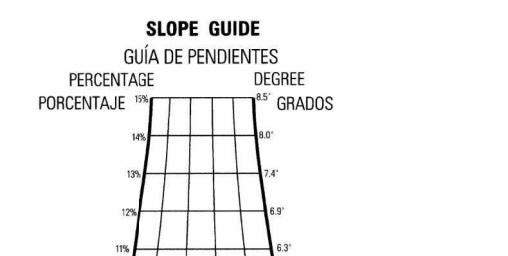 SLOPE GUIDE
GUÍA DE PENDIENTES
PERCENTAGE DEGREE
PORCENTAJE 15% 8.5° GRADOS
14% 8.0°
13% 7.4°
12% 6.9°
11% 6.3°